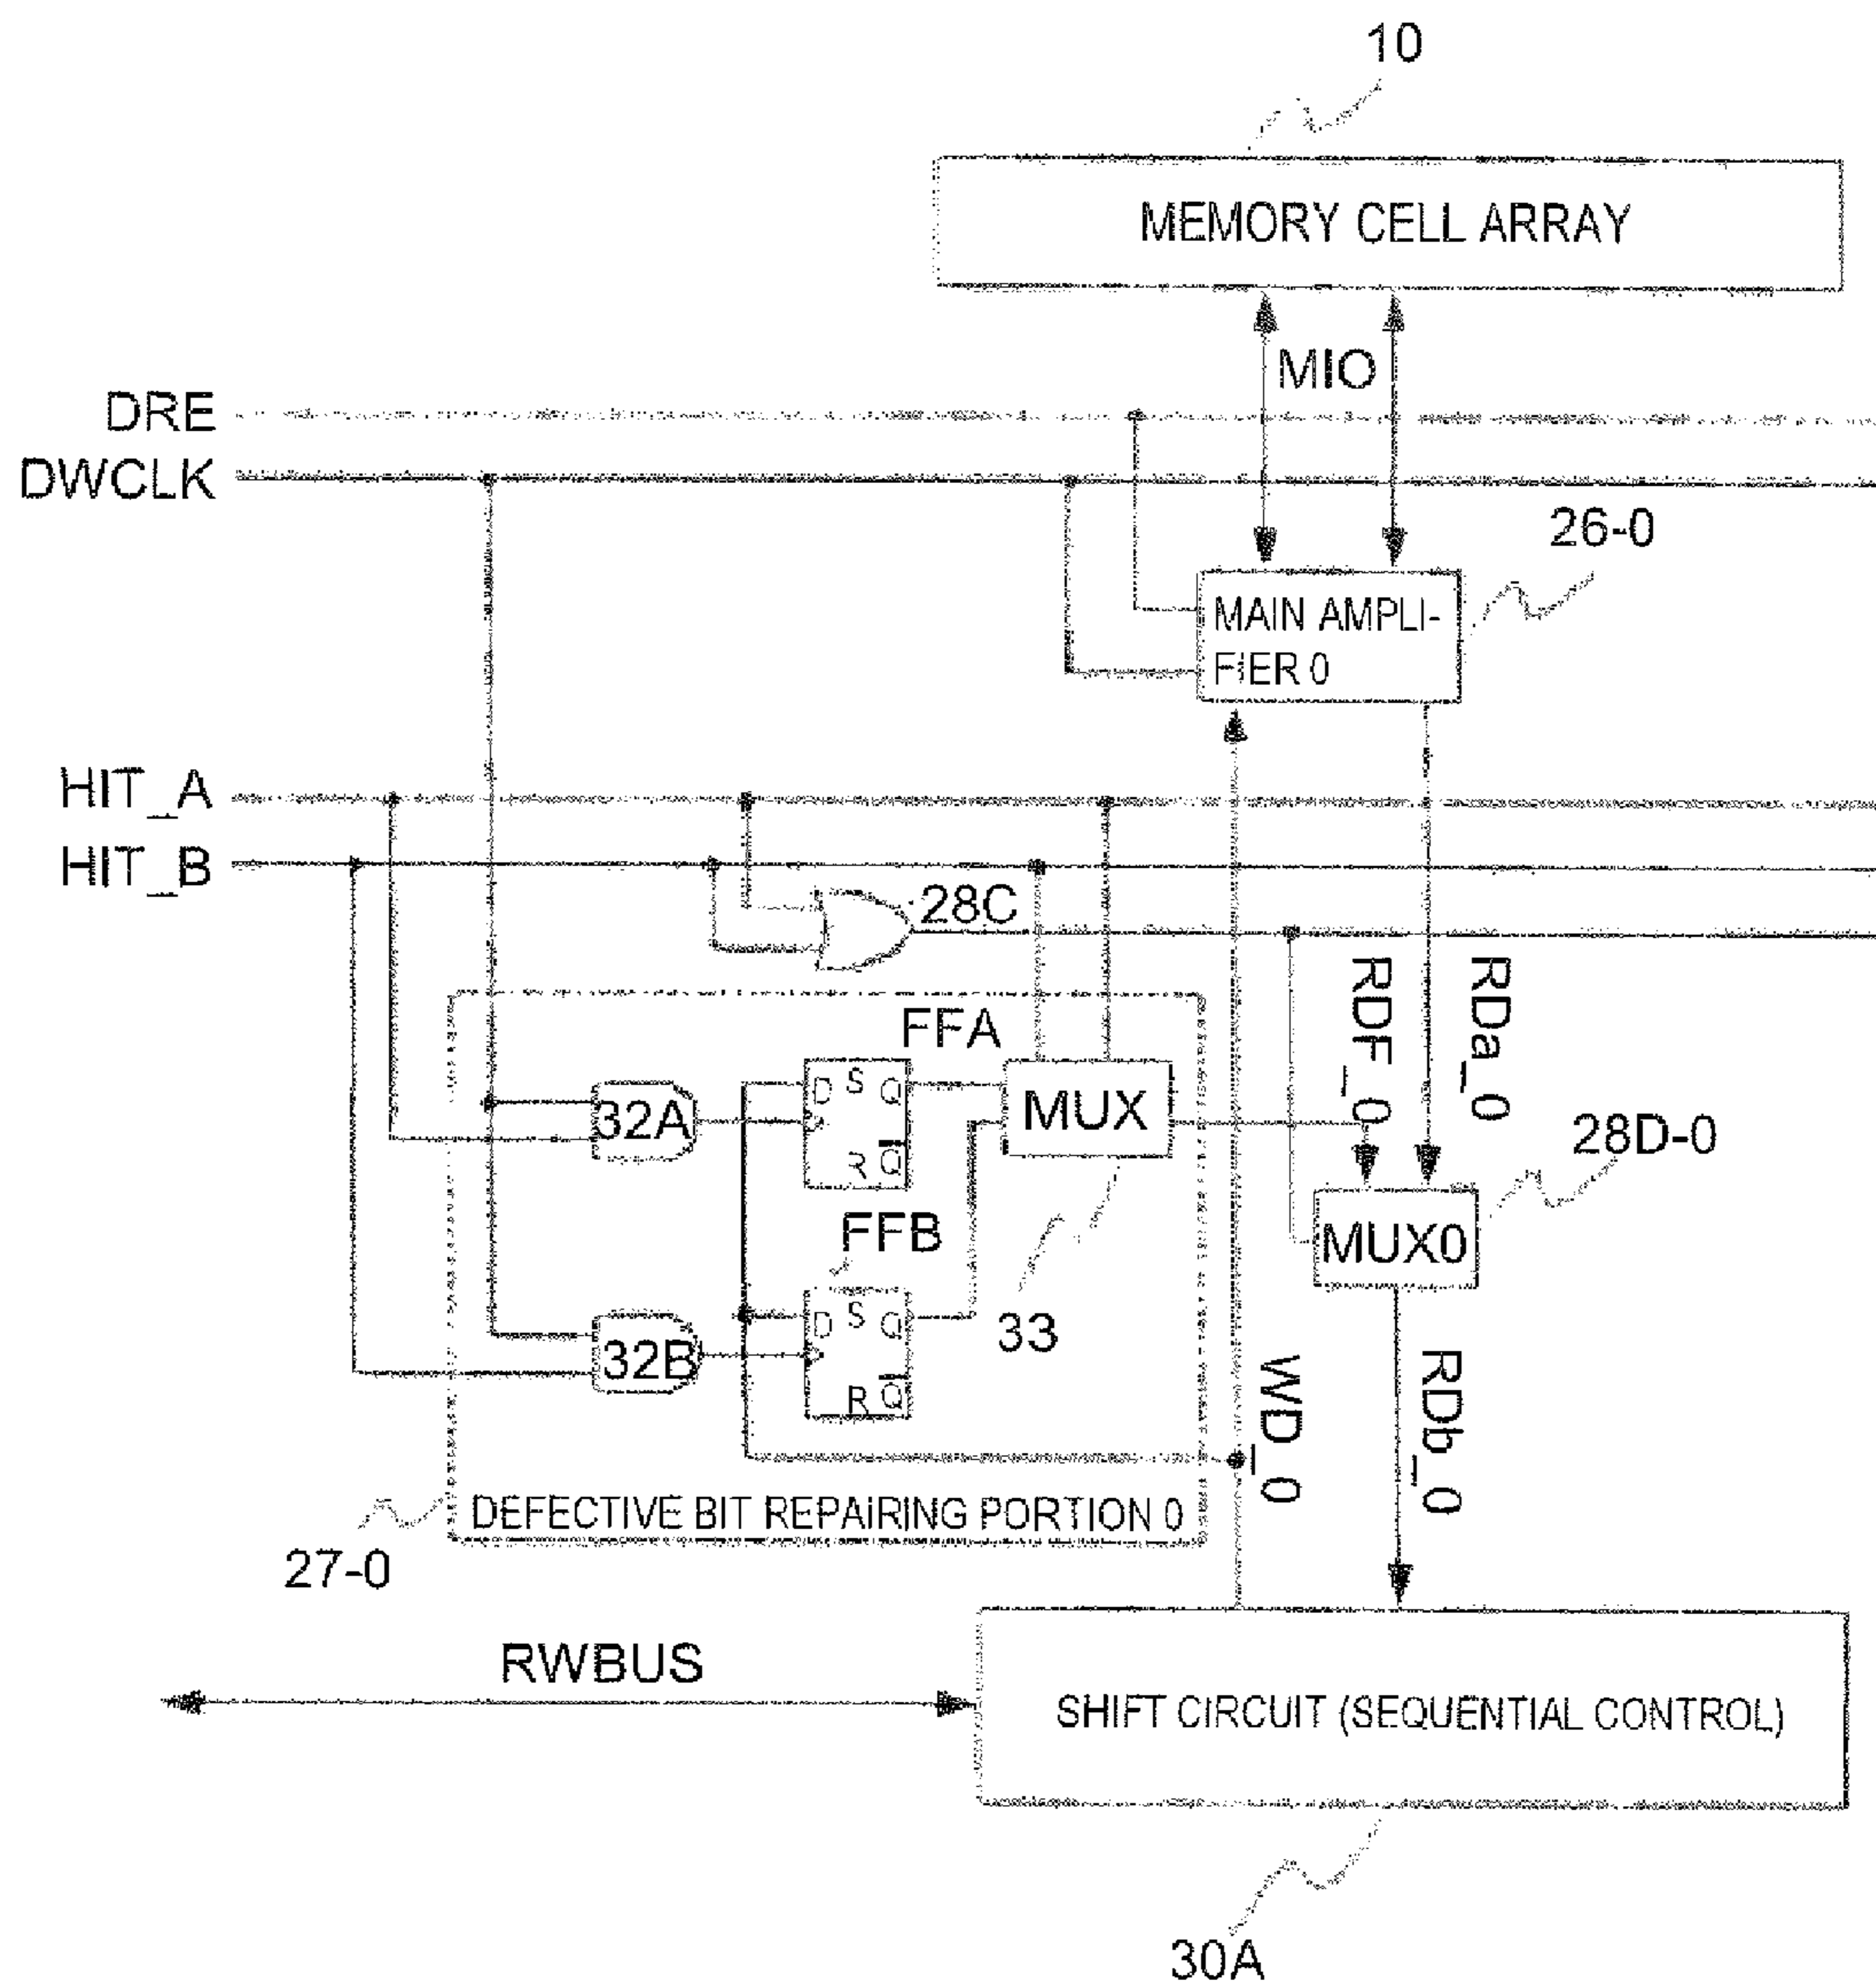 10
MEMORY CELL ARRAY
MIO
DRE
DWCLK
26-0
MAIN AMPLI-
FIER 0
HIT_A
HIT_B
28C
RDF_0
RDa_0
FFA
D S Q
R Q
32A
MUX
28D-0
MUX0
FFB
D S Q
R Q
32B
33
WD_0
RDb_0
DEFECTIVE BIT REPAIRING PORTION 0
27-0
RWBUS
SHIFT CIRCUIT (SEQUENTIAL CONTROL)
30A